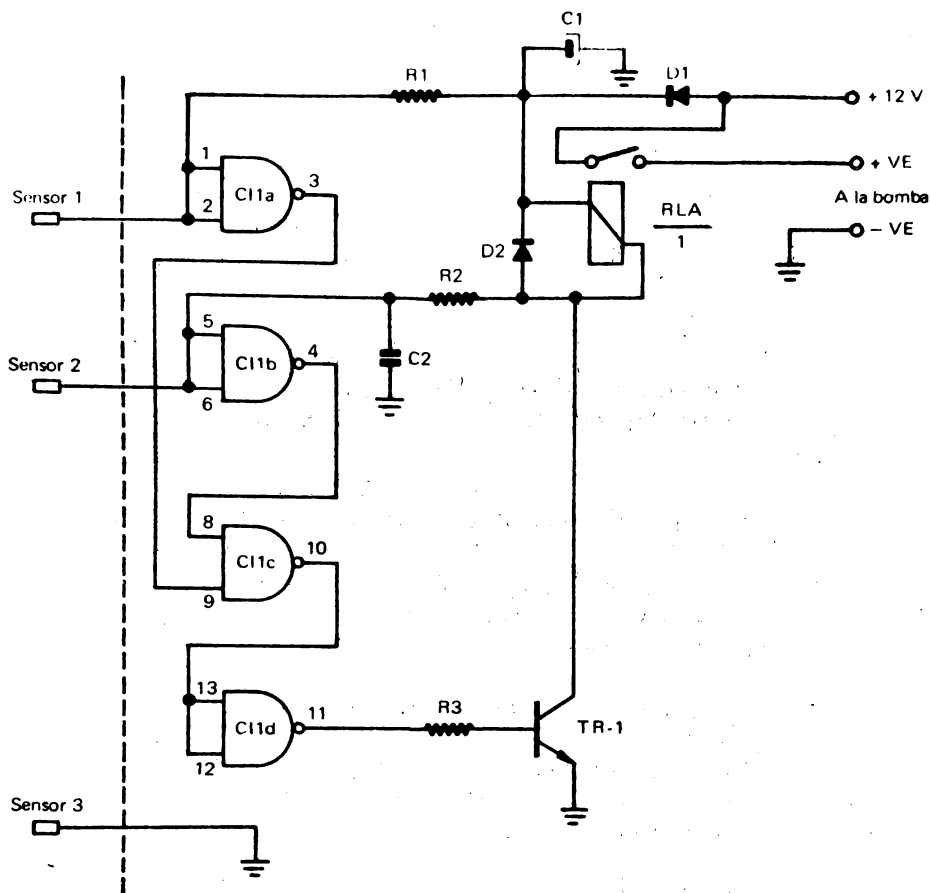 C1
R1
D1
+ 12 V
1
3
CI1a
+ VE
Sensor 1
2
A la bomba
RLA
1
− VE
D2
R2
5
4
CI1b
C2
Sensor 2
6
8
10
CI1c
9
13
R3
11
TR-1
CI1d
12
Sensor 3